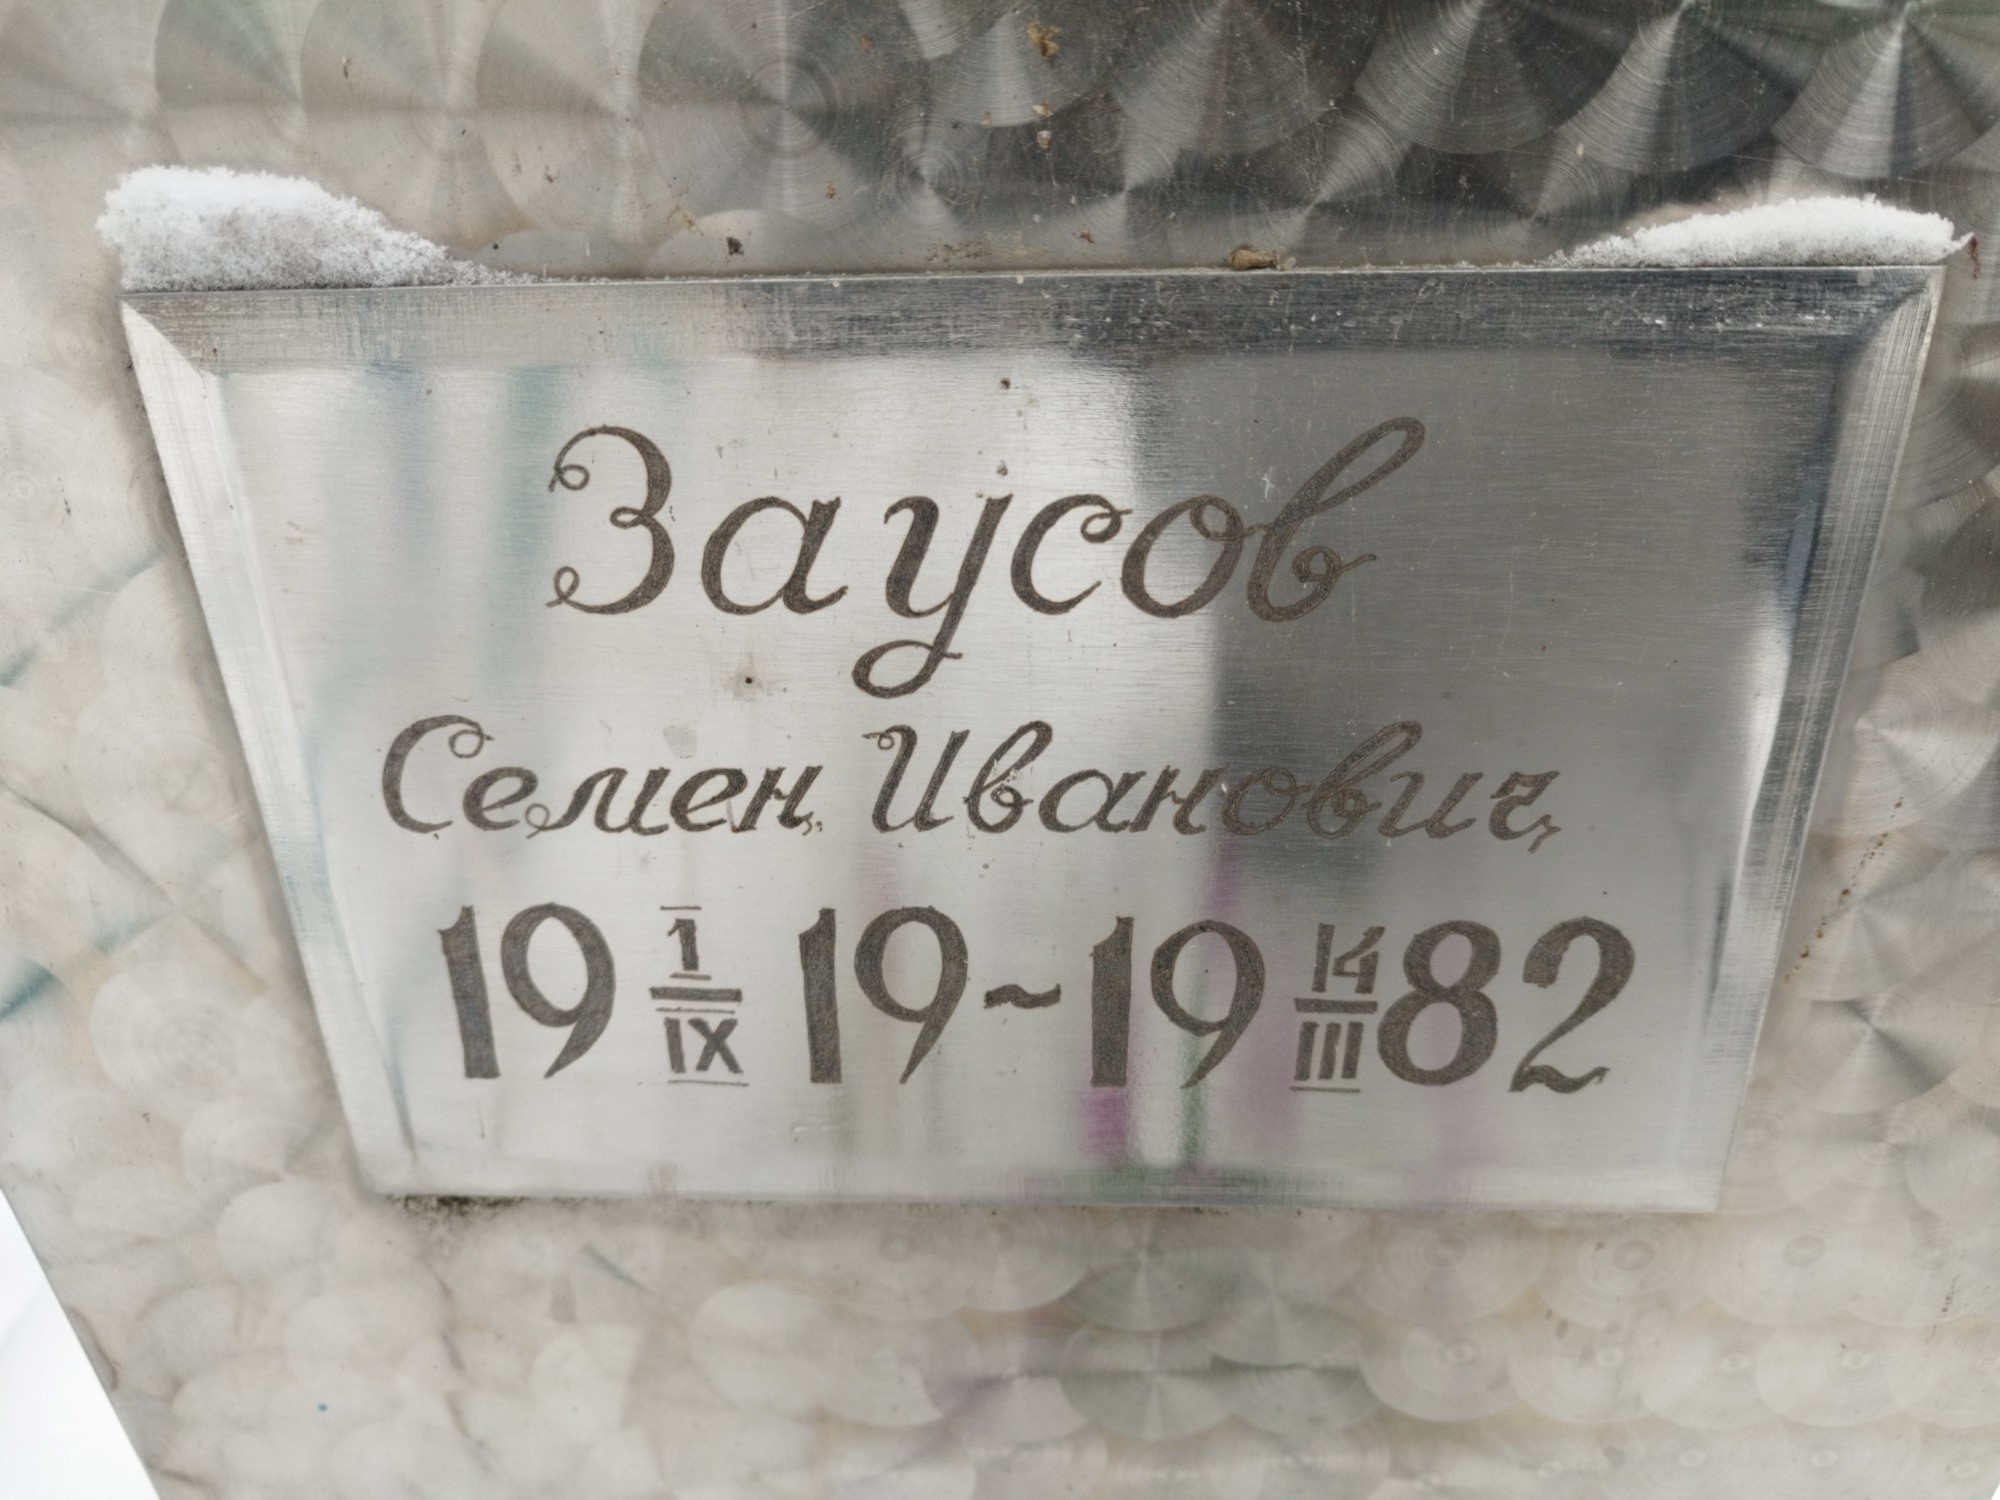 Заусов
Семен Иванович
19 1/IX 19~19 14/III 82